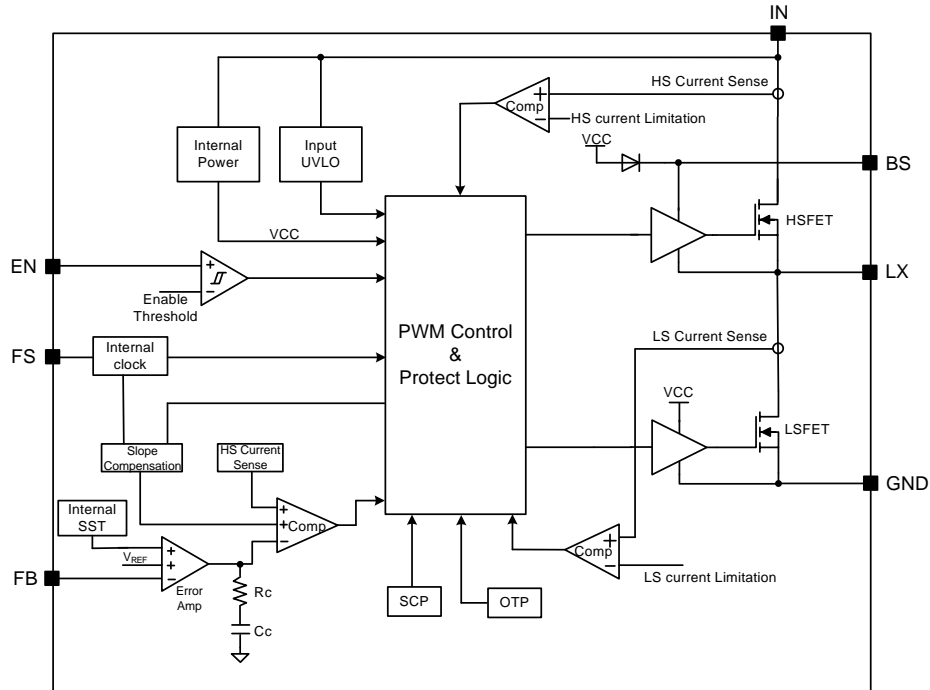 IN
HS Current Sense
Comp
HS current Limitation
Internal
Power
Input
UVLO
VCC
BS
HSFET
VCC
EN
LX
Enable
Threshold
PWM Control
&
Protect Logic
LS Current Sense
FS
Internal
clock
VCC
LSFET
Slope
Compensation
HS Current
Sense
GND
Internal
SST
Comp
VREF
FB
Error
Amp
Rc
Cc
SCP
OTP
Comp
LS current Limitation